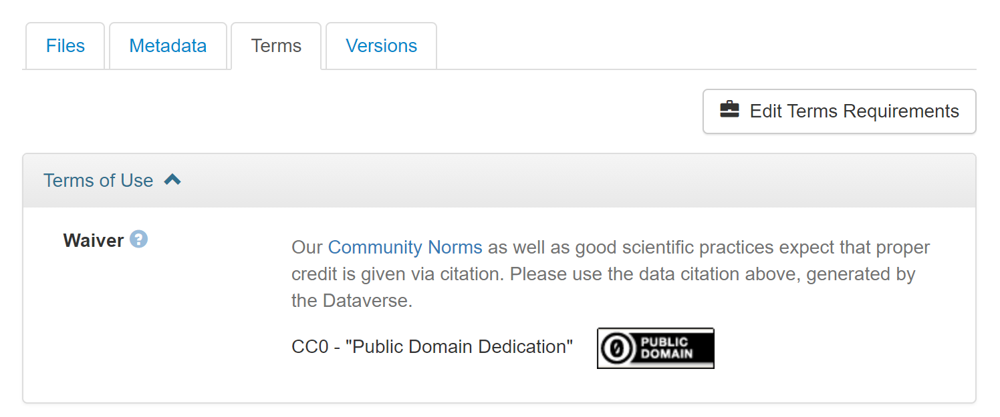 Files
Metadata
Terms
Versions
Edit Terms Requirements
Terms of Use
Waiver ?
Our Community Norms as well as good scientific practices expect that proper
credit is given via citation. Please use the data citation above, generated by
the Dataverse.
CC0 - "Public Domain Dedication"
0 PUBLIC
DOMAIN